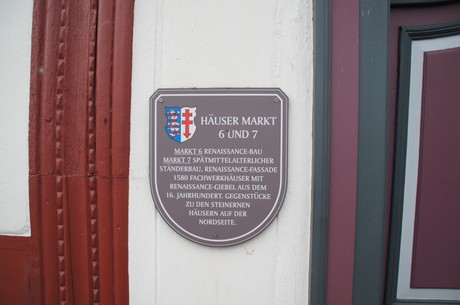 HÄUSER MARKT
6 UND 7
MARKT 6 RENAISSANCE-BAU
MARKT 7 SPÄTMITTELALTERLICHER
STÄNDERBAU, RENAISSANCE-FASSADE
1580 FACHWERKHÄUSER MIT
RENAISSANCE-GIEBEL AUS DEM
16. JAHRHUNDERT. GEGENSTÜCKE
ZU DEN STEINERNEN
HÄUSERN AUF DER
NORDSEITE.